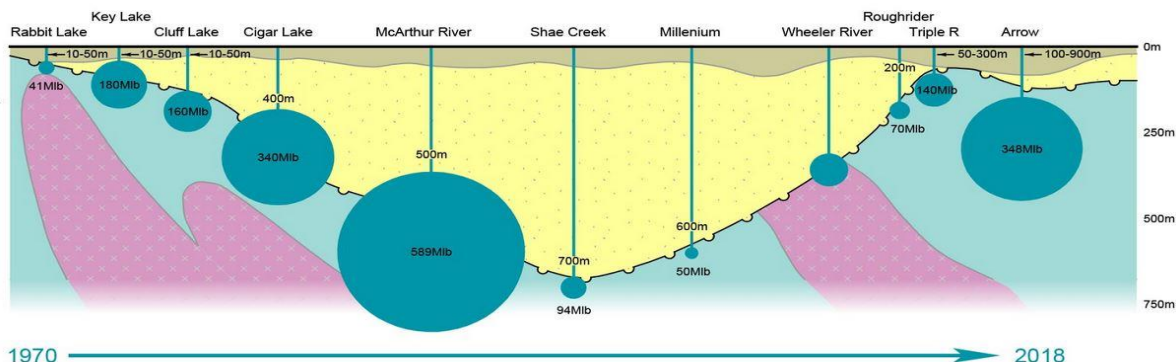 Key Lake
Roughrider
Rabbit Lake
Cluff Lake
Cigar Lake
McArthur River
Shae Creek
Millenium
Wheeler River
Triple R
Arrow
0m
10-50m
10-50m
10-50m
50-300m
100-900m
200m
41Mlb
180Mlb
140Mlb
400m
160Mlb
70Mlb
250m
340Mlb
500m
348Mlb
600m
500m
589Mlb
700m
50Mlb
94Mlb
750m
1970
2018